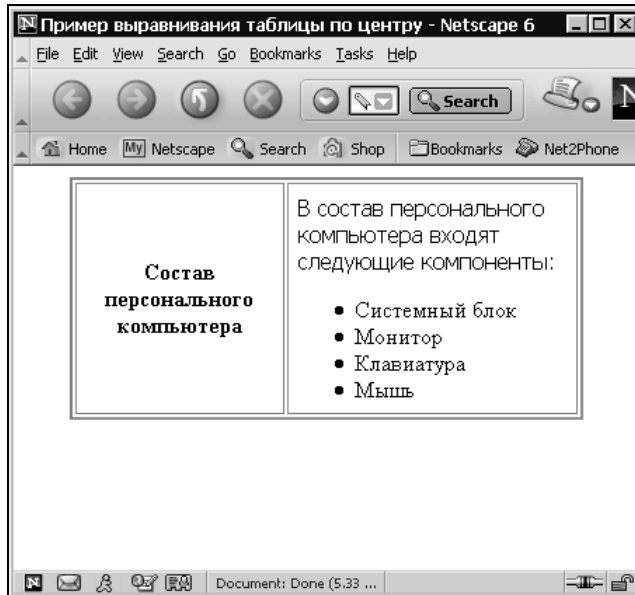 Пример выравнивания таблицы по центру - Netscape 6
File Edit View Search Go Bookmarks Tasks Help
Search
N
Home My Netscape Search Shop Bookmarks Net2Phone
Состав
персонального
компьютера
В состав персонального
компьютера входят
следующие компоненты:
Системный блок
Монитор
Клавиатура
Мышь
Document: Done (5.33 ...